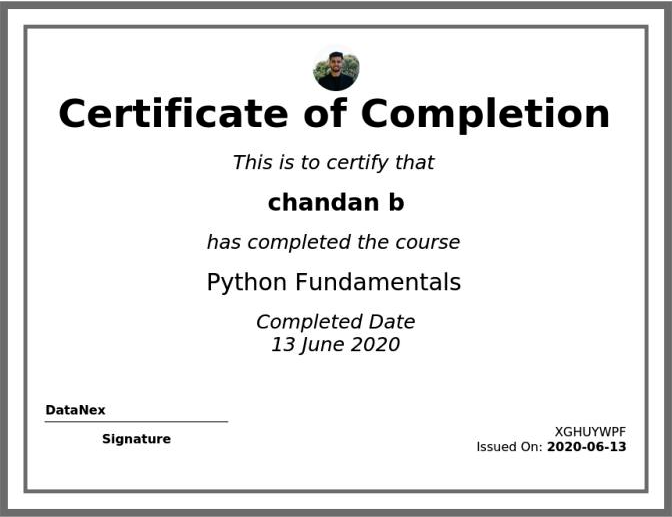 Certificate of Completion
This is to certify that
chandan b
has completed the course
Python Fundamentals
Completed Date
13 June 2020
DataNex
Signature
XGHUYWPF
Issued On: 2020-06-13